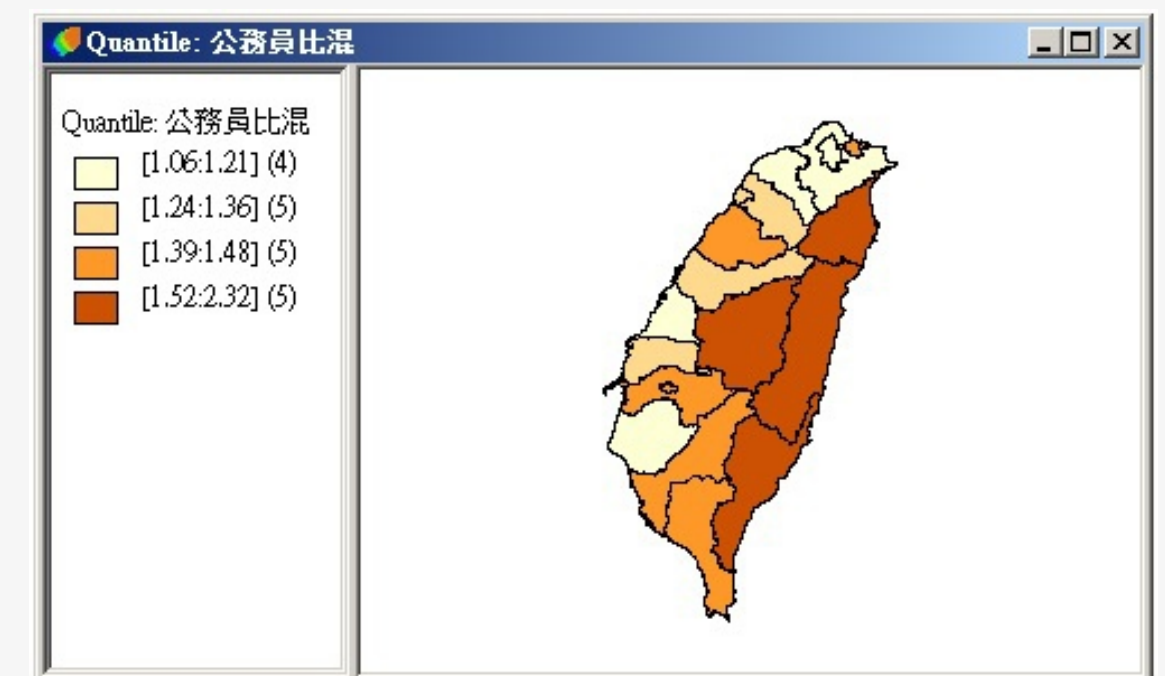 Quantile: 公務員比混
Quantile: 公務員比混
[1.06:1.21] (4)
[1.24:1.36] (5)
[1.39:1.48] (5)
[1.52:2.32] (5)